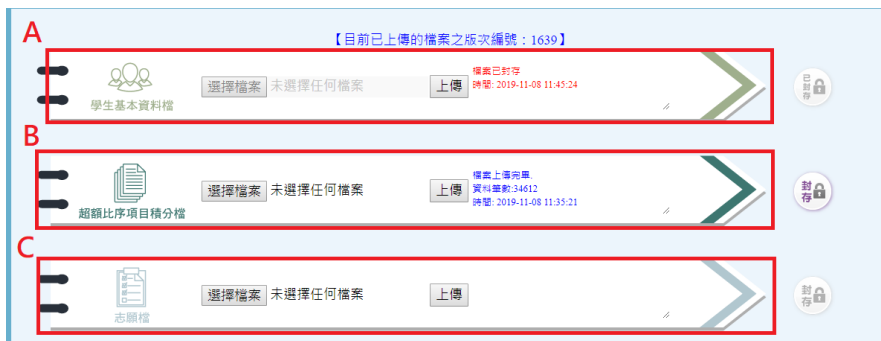 A
【目前已上傳的檔案之版次編號：1639】
學生基本資料檔
選擇檔案 未選擇任何檔案
上傳
檔案已封存
時間: 2019-11-08 11:45:24
已封存
B
超額比序項目積分檔
選擇檔案 未選擇任何檔案
上傳
檔案上傳完畢.
資料筆數:34612
時間: 2019-11-08 11:35:21
封存
C
志願檔
選擇檔案 未選擇任何檔案
上傳
封存